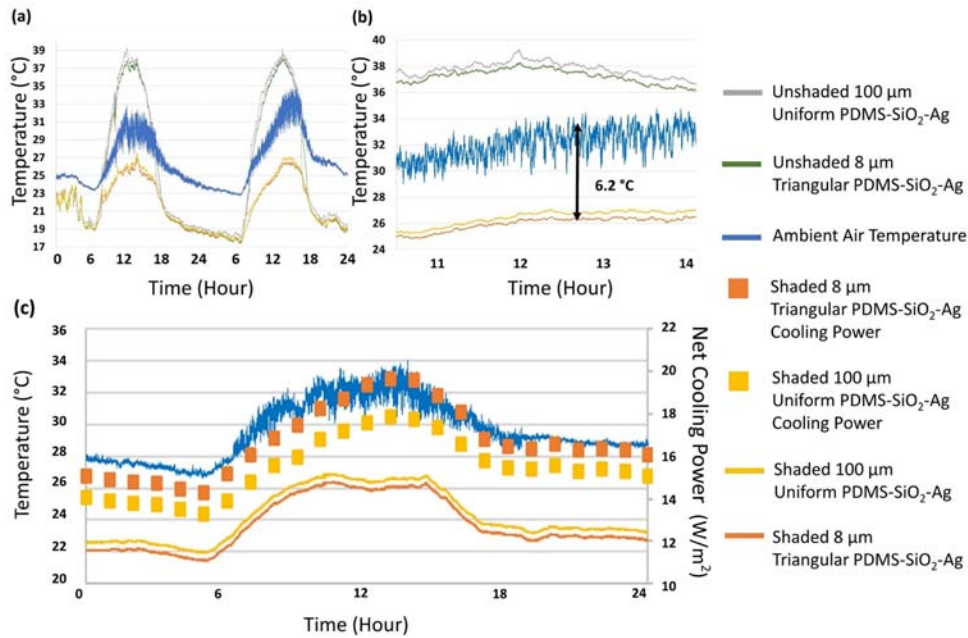 (a)
(b)
Temperature (°C)
39
37
35
33
31
29
27
25
23
21
19
17
0 6 12 18 6 12 18 24
Time (Hour)
Temperature (°C)
40
38
36
34
32
30
28
26
24
6.2 °C
11 12 13 14
Time (Hour)
Unshaded 100 μm
Uniform PDMS-SiO₂-Ag
Unshaded 8 μm
Triangular PDMS-SiO₂-Ag
Ambient Air Temperature
Shaded 8 μm
Triangular PDMS-SiO₂-Ag
Cooling Power
Shaded 100 μm
Uniform PDMS-SiO₂-Ag
Cooling Power
Shaded 100 μm
Uniform PDMS-SiO₂-Ag
Shaded 8 μm
Triangular PDMS-SiO₂-Ag
(c)
Temperature (°C)
36
34
32
30
28
26
24
22
20
0 6 12 18 24
Time (Hour)
22
20
18
16
14
12
10
Net Cooling Power (W/m²)